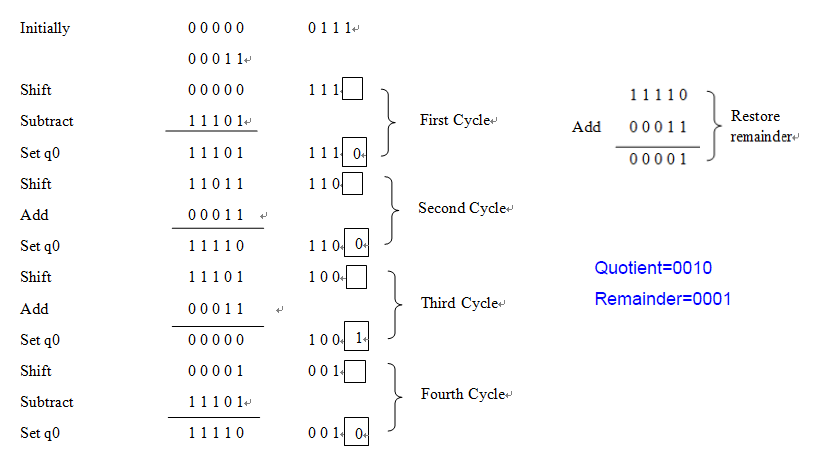 Initially 0 0 0 0 0 0 1 1 1
0 0 0 1 1
Shift 0 0 0 0 0 1 1 1
Subtract 1 1 1 0 1 First Cycle
Set q0 1 1 1 0 1 1 1 1 0
Shift 1 1 0 1 1 1 1 0
Add 0 0 0 1 1 Second Cycle
Set q0 1 1 1 1 0 1 1 0 0
Shift 1 1 1 0 1 1 0 0
Add 0 0 0 1 1 Third Cycle
Set q0 0 0 0 0 0 1 0 0 1
Shift 0 0 0 0 1 0 0 1
Subtract 1 1 1 0 1 Fourth Cycle
Set q0 1 1 1 1 0 0 0 1 0
1 1 1 1 0
Add 0 0 0 1 1
0 0 0 0 1
Restore
remainder
Quotient=0010
Remainder=0001